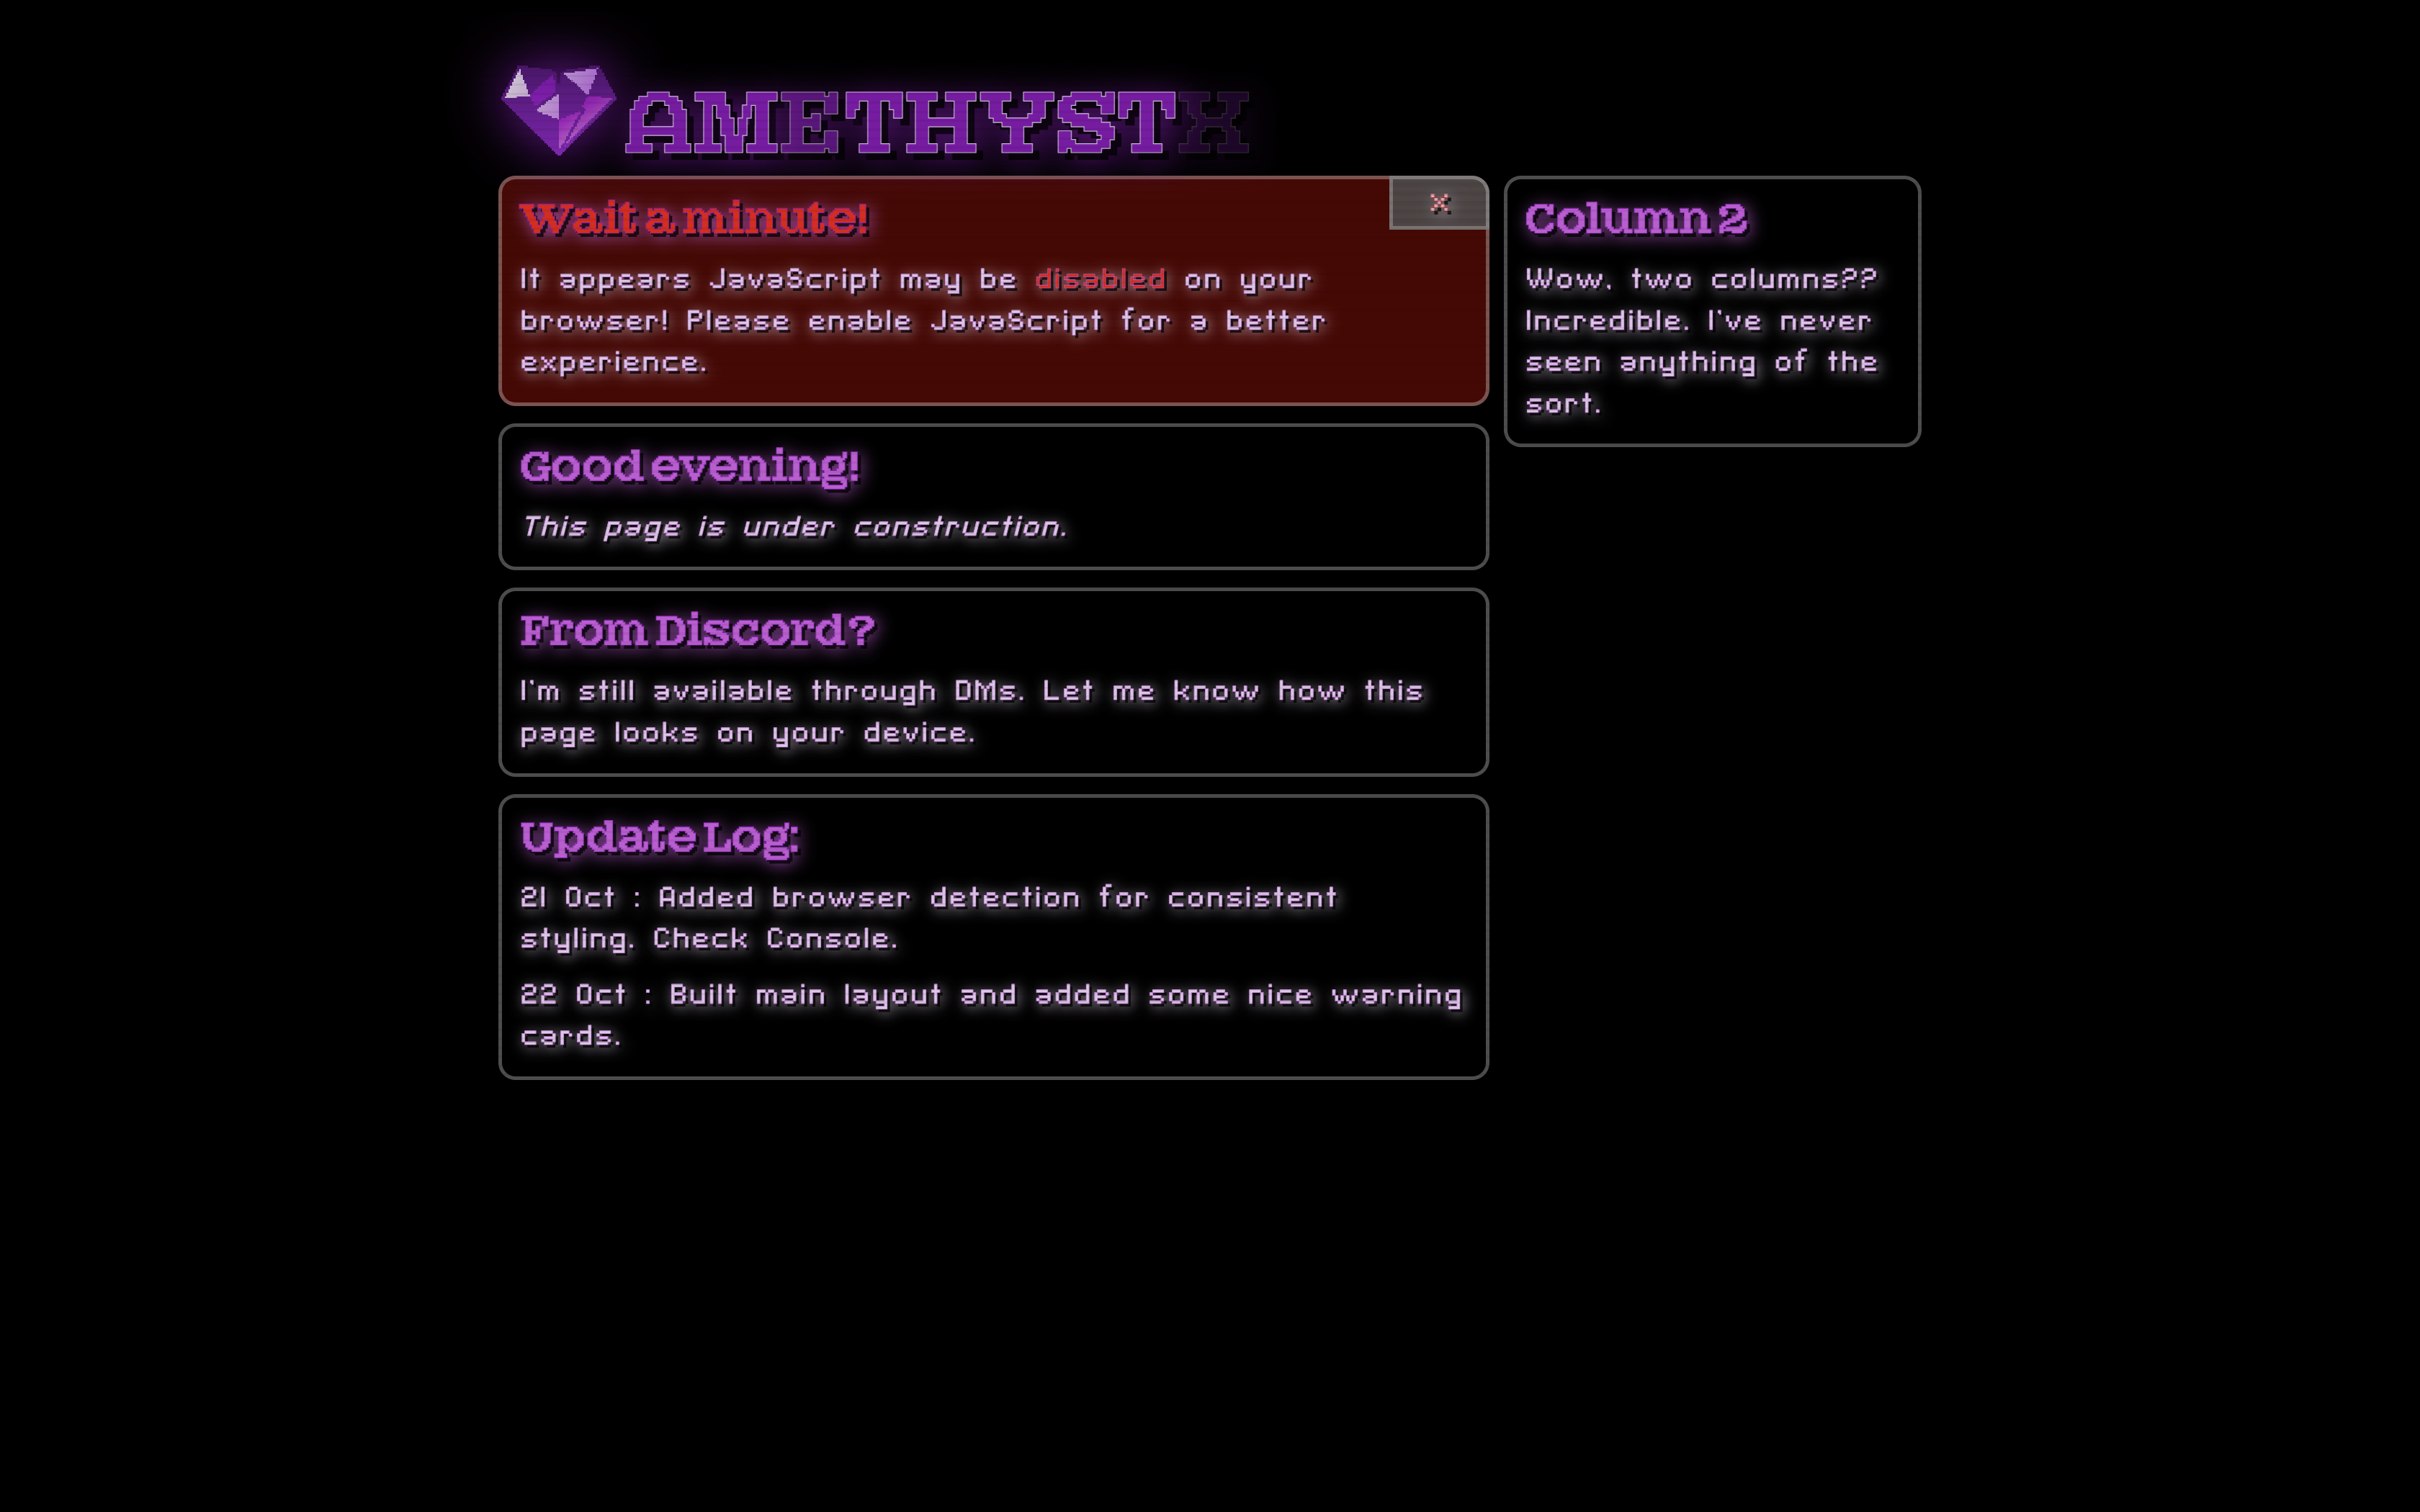 AMETHYSTX
Wait a minute!
x
It appears JavaScript may be disabled on your
browser! Please enable JavaScript for a better
experience.
Good evening!
This page is under construction.
From Discord?
I'm still available through DMs. Let me know how this
page looks on your device.
Update Log:
21 Oct : Added browser detection for consistent
styling. Check Console.
22 Oct : Built main layout and added some nice warning
cards.
Column 2
Wow, two columns??
Incredible. I've never
seen anything of the
sort.